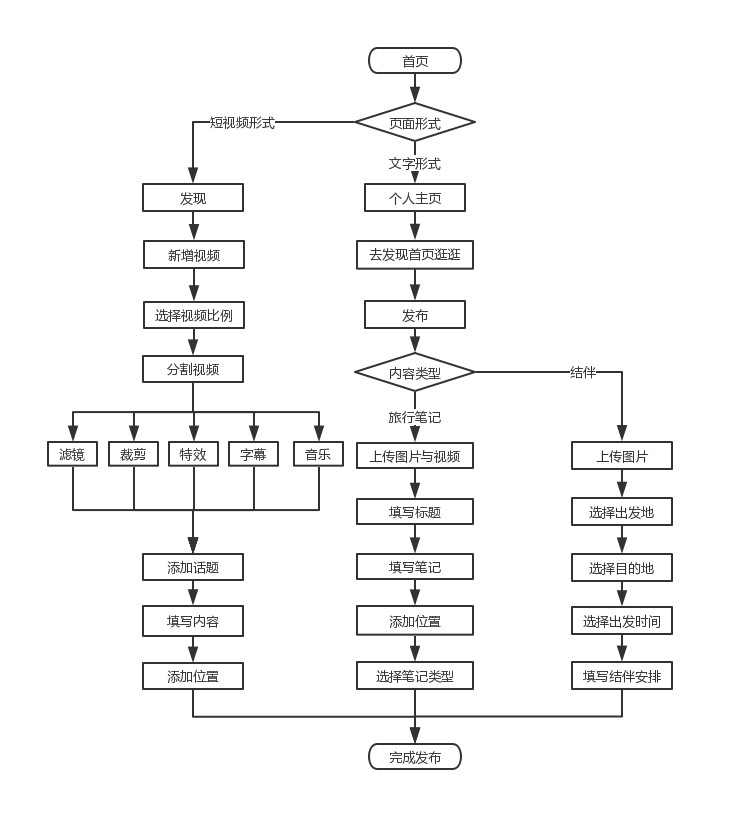 首页
页面形式
短视频形式
文字形式
发现
个人主页
新增视频
去发现首页逛逛
选择视频比例
发布
分割视频
内容类型
结伴
旅行笔记
滤镜
裁剪
特效
字幕
音乐
上传图片与视频
上传图片
填写标题
选择出发地
添加话题
填写笔记
选择目的地
填写内容
添加位置
选择出发时间
添加位置
选择笔记类型
填写结伴安排
完成发布